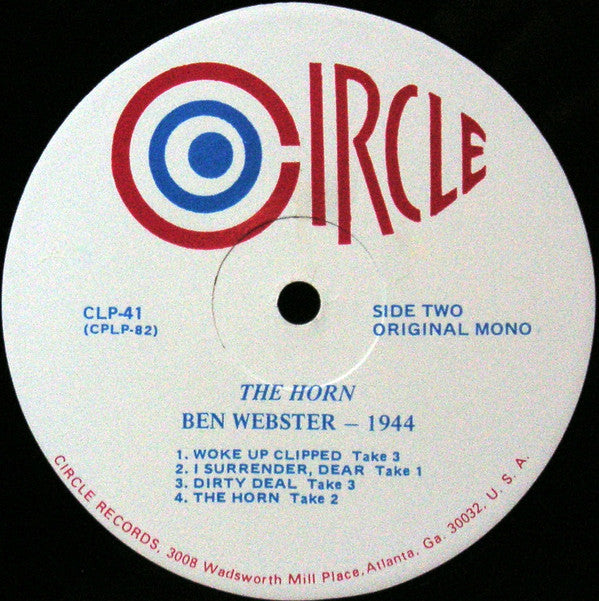 CIRCLE
CLP-41
(CPLP-82)
SIDE TWO
ORIGINAL MONO
THE HORN
BEN WEBSTER – 1944
1. WOKE UP CLIPPED Take 3
2. I SURRENDER, DEAR Take 1
3. DIRTY DEAL Take 3
4. THE HORN Take 2
CIRCLE RECORDS, 3008 Wadsworth Mill Place, Atlanta, Ga. 30032, U. S. A.